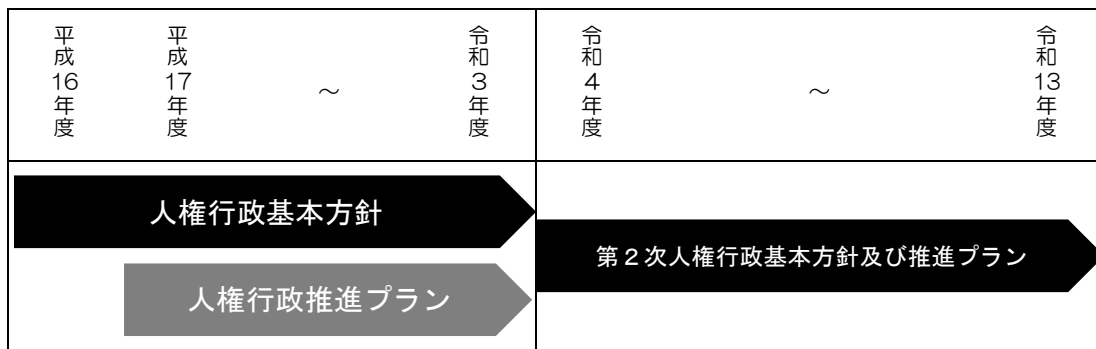 平成16年度
平成17年度
～
令和３年度
令和４年度
～
令和13年度
人権行政基本方針
人権行政推進プラン
第２次人権行政基本方針及び推進プラン